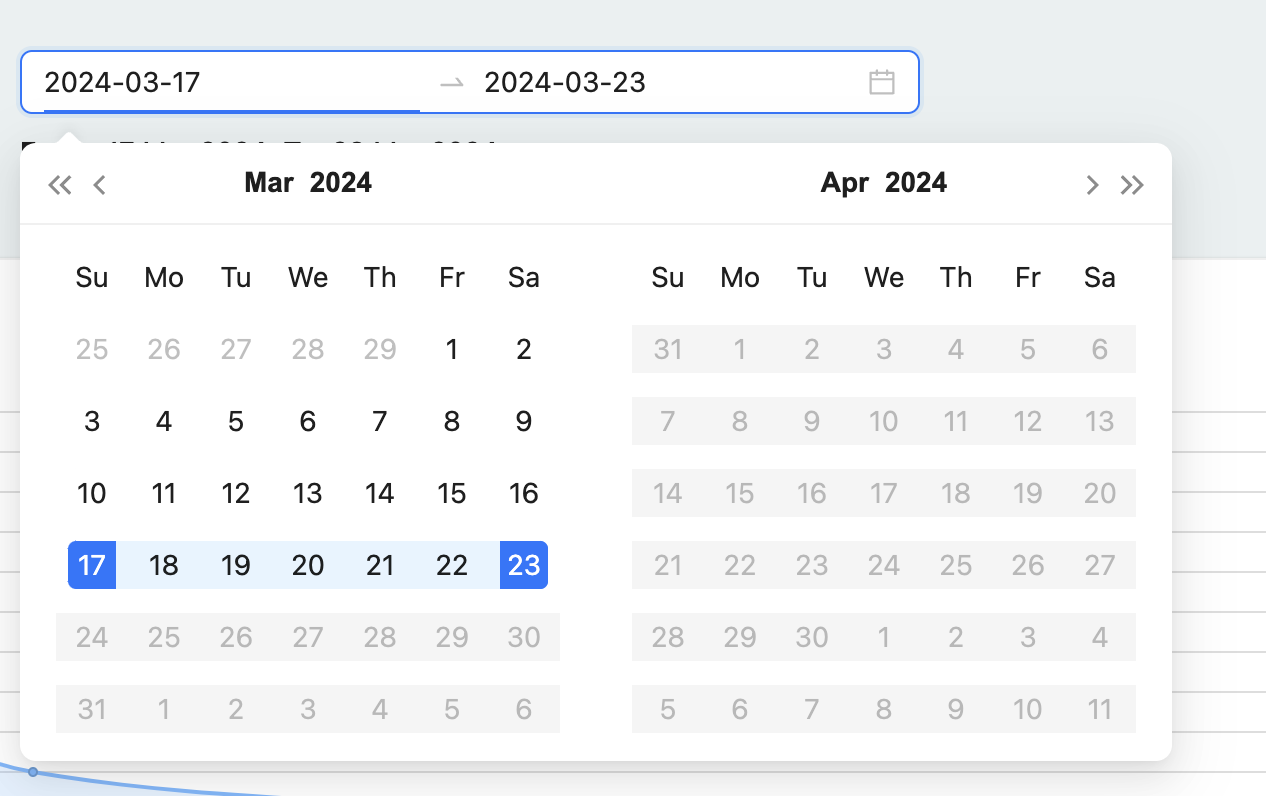 2024-03-17 2024-03-23
Mar 2024 Apr 2024
Su Mo Tu We Th Fr Sa Su Mo Tu We Th Fr Sa
25 26 27 28 29 1 2 31 1 2 3 4 5 6
3 4 5 6 7 8 9 7 8 9 10 11 12 13
10 11 12 13 14 15 16 14 15 16 17 18 19 20
17 18 19 20 21 22 23 21 22 23 24 25 26 27
24 25 26 27 28 29 30 28 29 30 1 2 3 4
31 1 2 3 4 5 6 5 6 7 8 9 10 11